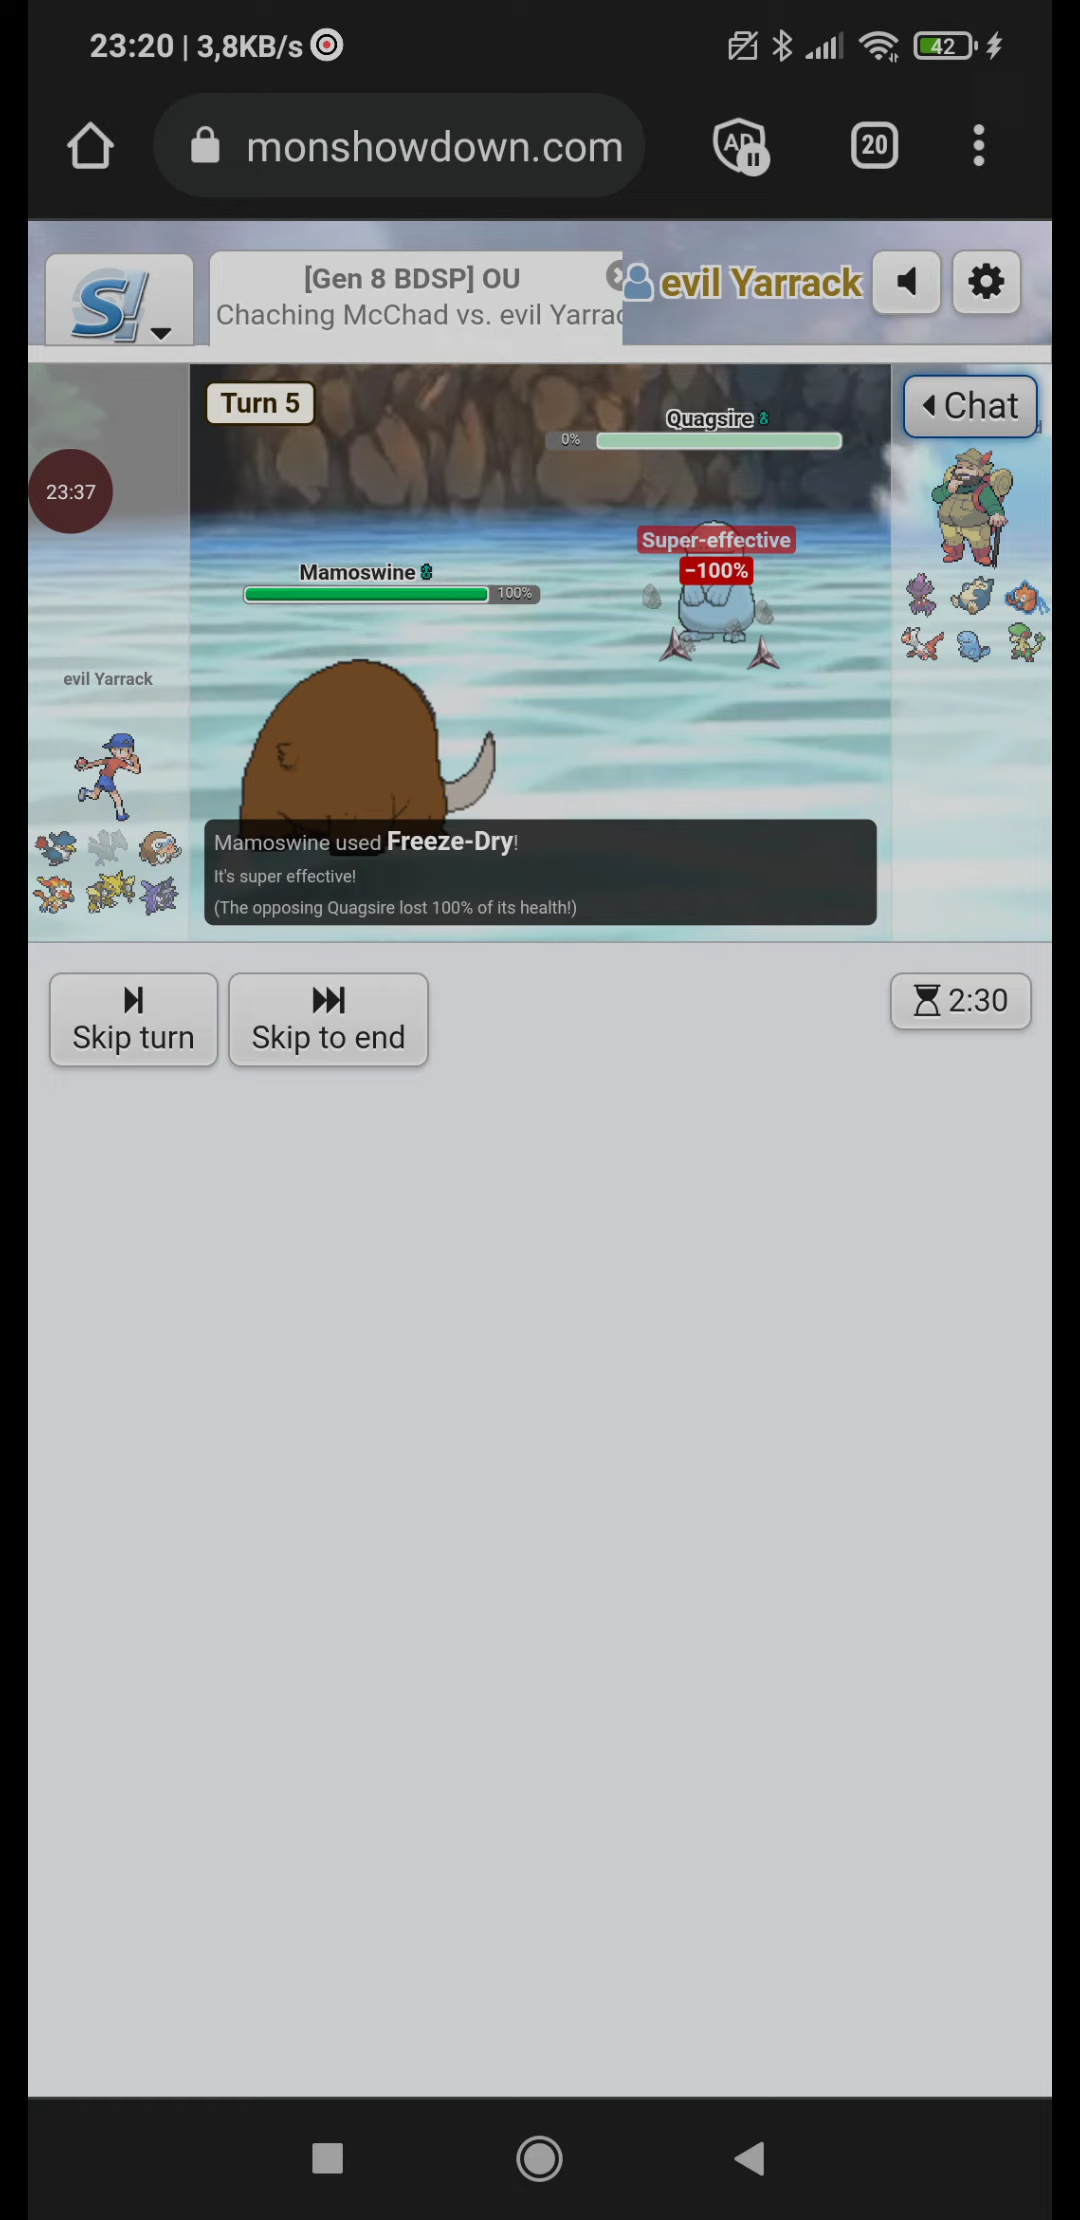 23:20 | 3,8KB/s
42
monshowdown.com
AD
20
S!
[Gen 8 BDSP] OU
Chaching McChad vs. evil Yarrac
evil Yarrack
Turn 5
Chat
Quagsire
0%
23:37
Super-effective
−100%
Mamoswine
100%
evil Yarrack
Mamoswine used Freeze-Dry!
It's super effective!
(The opposing Quagsire lost 100% of its health!)
Skip turn
Skip to end
2:30